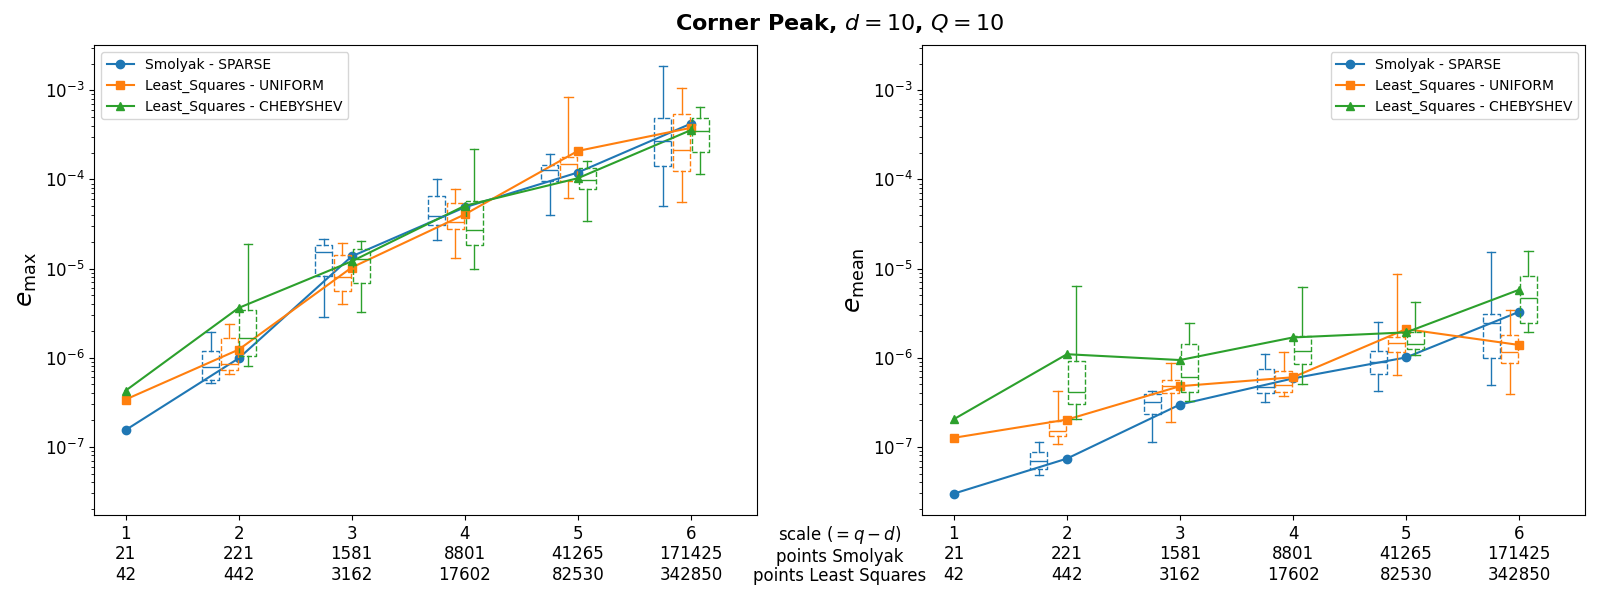 Corner Peak, d = 10, Q = 10
Smolyak - SPARSE
Least_Squares - UNIFORM
Least_Squares - CHEBYSHEV
e_max
10^-3
10^-4
10^-5
10^-6
10^-7
1 2 3 4 5 6
21 221 1581 8801 41265 171425
42 442 3162 17602 82530 342850
scale (= q − d)
points Smolyak
points Least Squares
Smolyak - SPARSE
Least_Squares - UNIFORM
Least_Squares - CHEBYSHEV
e_mean
10^-3
10^-4
10^-5
10^-6
10^-7
1 2 3 4 5 6
21 221 1581 8801 41265 171425
42 442 3162 17602 82530 342850